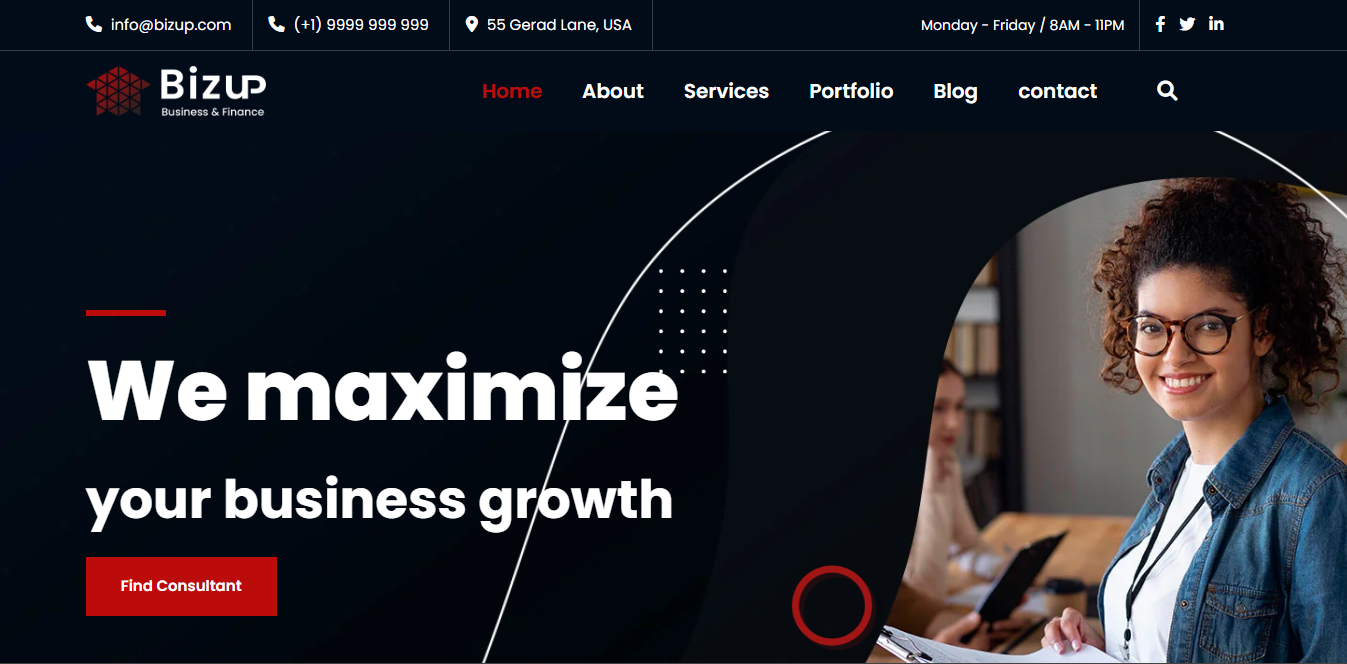 info@bizup.com (+1) 9999 999 999 55 Gerad Lane, USA Monday - Friday / 8AM - 11PM
Bizup
Business & Finance
Home About Services Portfolio Blog contact
We maximize
your business growth
Find Consultant